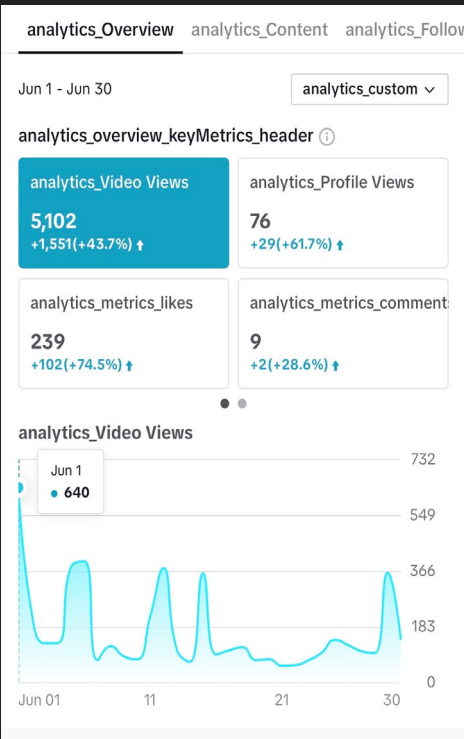 analytics_Overview analytics_Content analytics_Follow
Jun 1 - Jun 30
analytics_custom
analytics_overview_keyMetrics_header
analytics_Video Views
5,102
+1,551(+43.7%)
analytics_Profile Views
76
+29(+61.7%)
analytics_metrics_likes
239
+102(+74.5%)
analytics_metrics_comment
9
+2(+28.6%)
analytics_Video Views
Jun 1
640
732
549
366
183
0
Jun 01 11 21 30